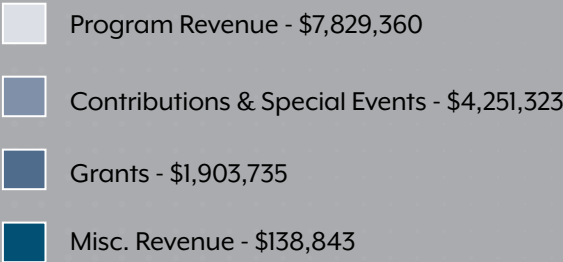 Program Revenue - $7,829,360
Contributions & Special Events - $4,251,323
Grants - $1,903,735
Misc. Revenue - $138,843